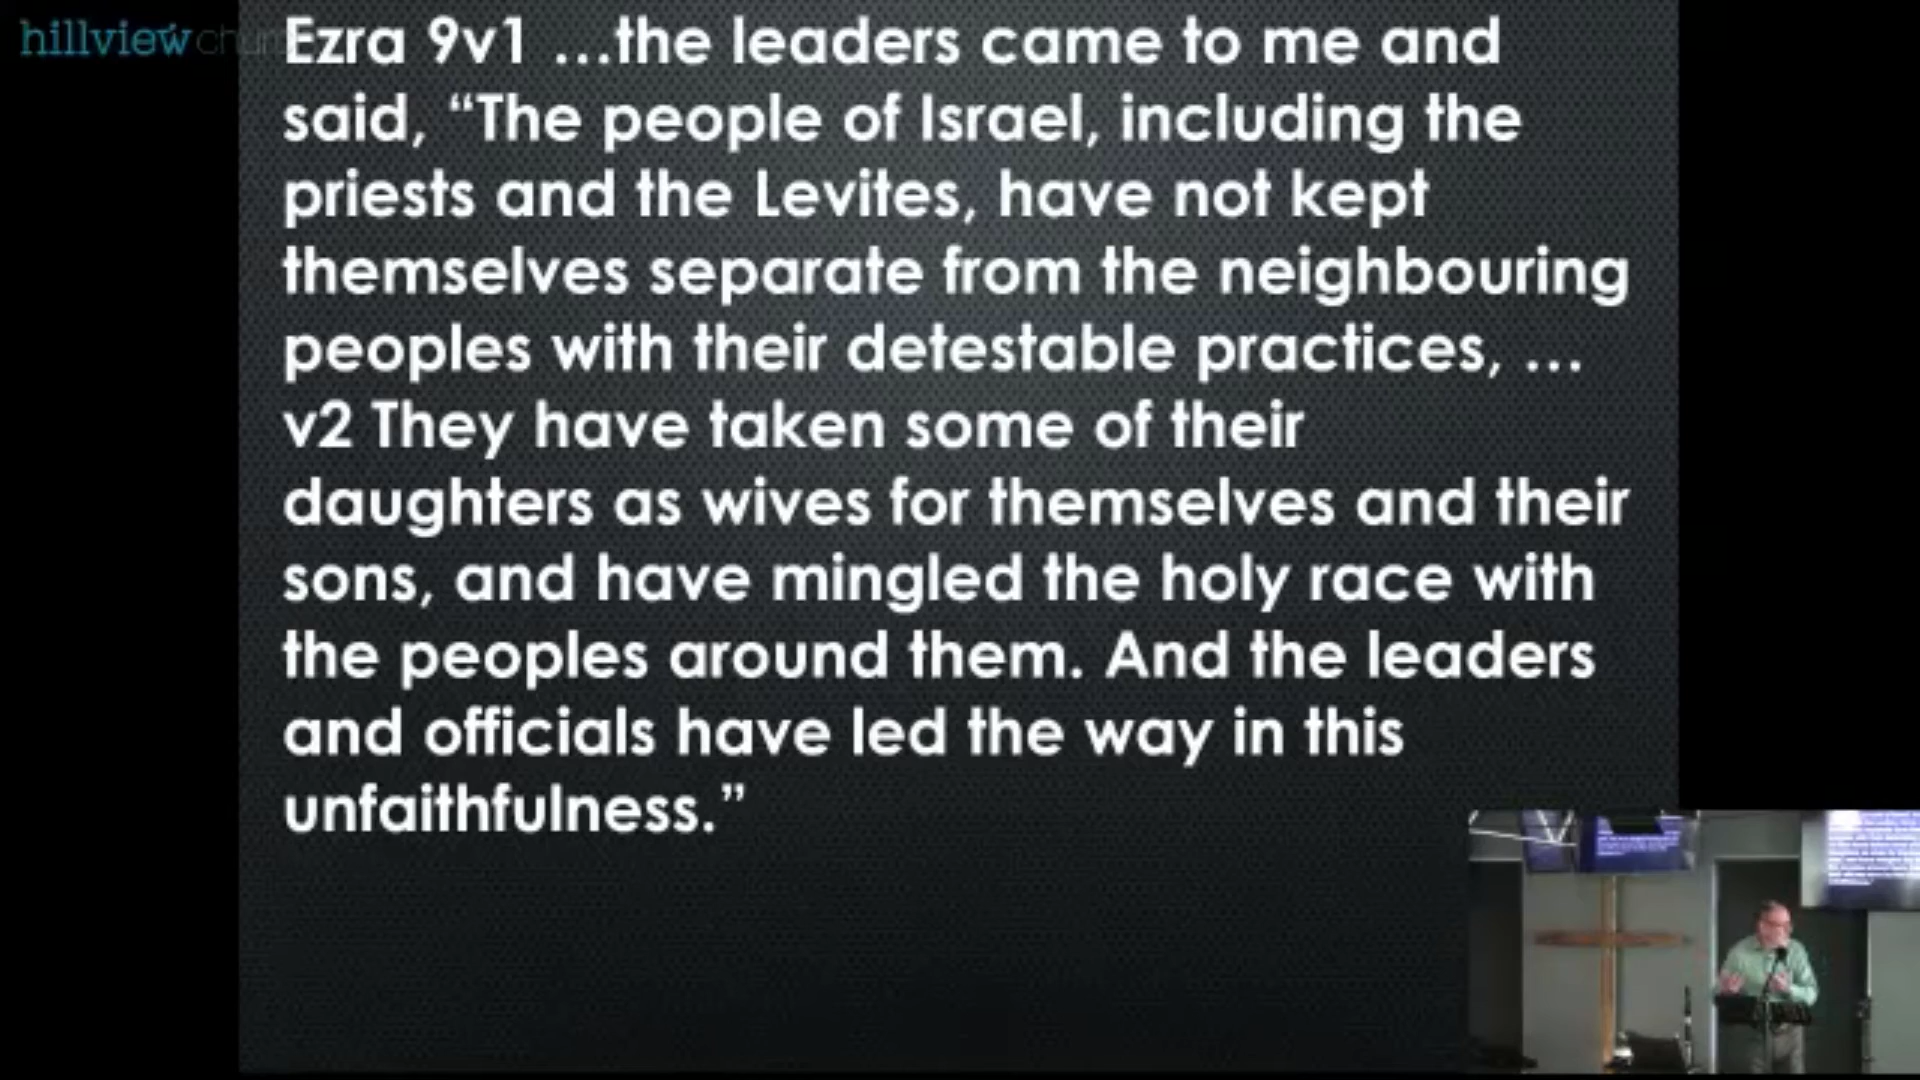 hillview church
Ezra 9v1 …the leaders came to me and
said, “The people of Israel, including the
priests and the Levites, have not kept
themselves separate from the neighbouring
peoples with their detestable practices, …
v2 They have taken some of their
daughters as wives for themselves and their
sons, and have mingled the holy race with
the peoples around them. And the leaders
and officials have led the way in this
unfaithfulness.”